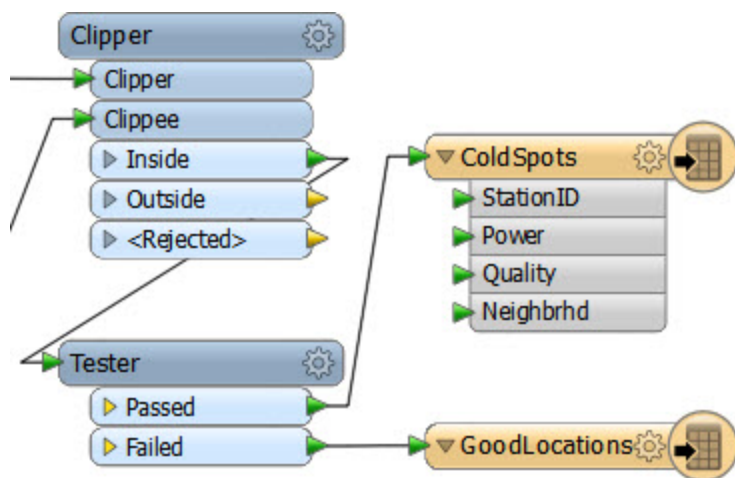 Clipper
Clipper
Clippee
Inside
Outside
<Rejected>
Tester
Passed
Failed
ColdSpots
StationID
Power
Quality
Neighbrhd
GoodLocations